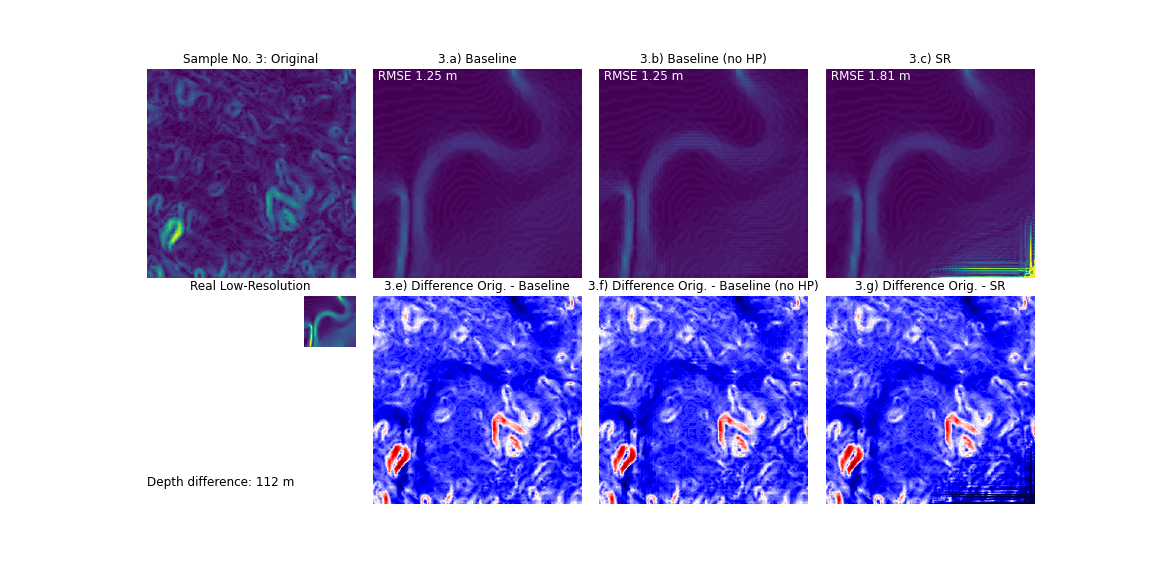 Sample No. 3: Original
3.a) Baseline
3.b) Baseline (no HP)
3.c) SR
RMSE 1.25 m
RMSE 1.25 m
RMSE 1.81 m
Real Low-Resolution
3.e) Difference Orig. - Baseline
3.f) Difference Orig. - Baseline (no HP)
3.g) Difference Orig. - SR
Depth difference: 112 m